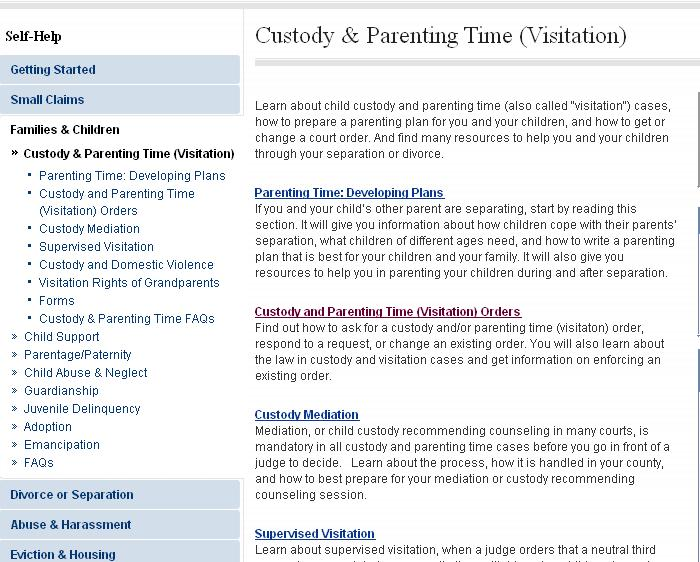 Self-Help
Getting Started
Small Claims
Families & Children
» Custody & Parenting Time (Visitation)
• Parenting Time: Developing Plans
• Custody and Parenting Time
(Visitation) Orders
• Custody Mediation
• Supervised Visitation
• Custody and Domestic Violence
• Visitation Rights of Grandparents
• Forms
• Custody & Parenting Time FAQs
» Child Support
» Parentage/Paternity
» Child Abuse & Neglect
» Guardianship
» Juvenile Delinquency
» Adoption
» Emancipation
» FAQs
Divorce or Separation
Abuse & Harassment
Eviction & Housing
Custody & Parenting Time (Visitation)
Learn about child custody and parenting time (also called "visitation") cases,
how to prepare a parenting plan for you and your children, and how to get or
change a court order. And find many resources to help you and your children
through your separation or divorce.
Parenting Time: Developing Plans
If you and your child's other parent are separating, start by reading this
section. It will give you information about how children cope with their parents'
separation, what children of different ages need, and how to write a parenting
plan that is best for your children and your family. It will also give you
resources to help you in parenting your children during and after separation.
Custody and Parenting Time (Visitation) Orders
Find out how to ask for a custody and/or parenting time (visitaton) order,
respond to a request, or change an existing order. You will also learn about
the law in custody and visitation cases and get information on enforcing an
existing order.
Custody Mediation
Mediation, or child custody recommending counseling in many courts, is
mandatory in all custody and parenting time cases before you go in front of a
judge to decide. Learn about the process, how it is handled in your county,
and how to best prepare for your mediation or custody recommending
counseling session.
Supervised Visitation
Learn about supervised visitation, when a judge orders that a neutral third